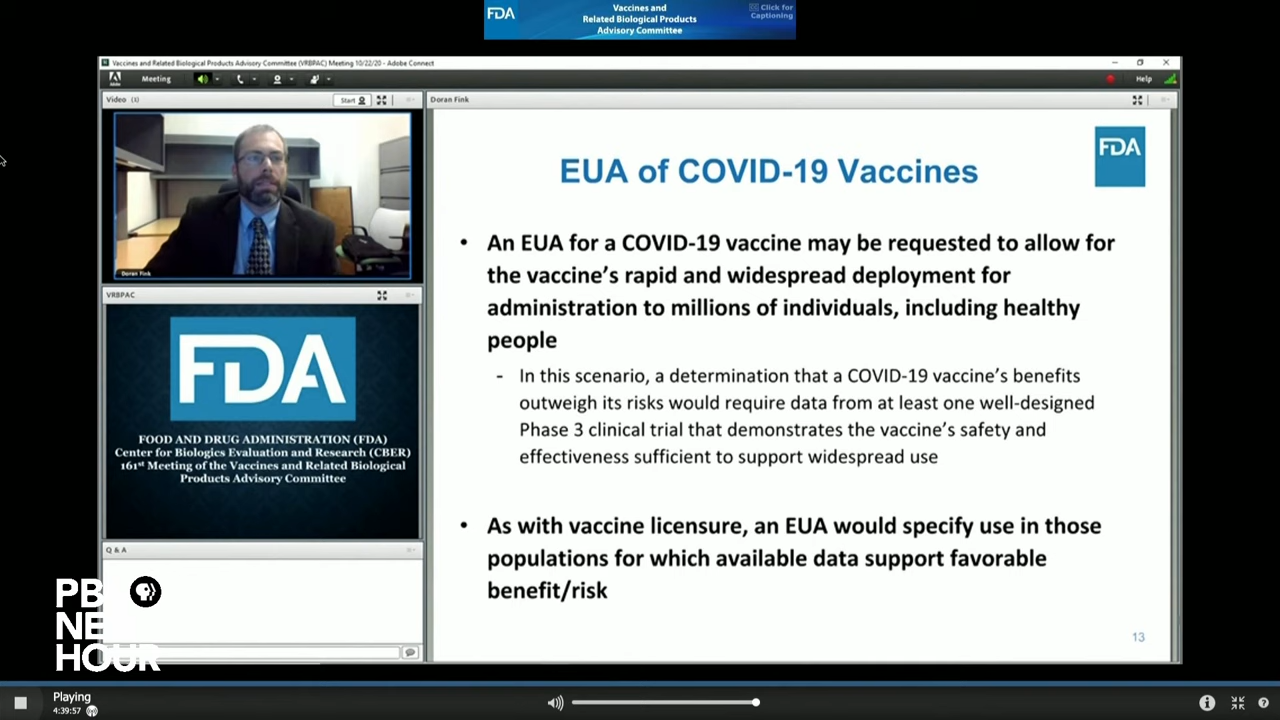 FDA
Vaccines and
Related Biological Products
Advisory Committee
CC Click for
Captioning
Vaccines and Related Biological Products Advisory Committee (VRBPAC) Meeting 10/22/20 - Adobe Connect
Meeting
Help
Video (1)
Start
Doran Fink
Doran Fink
VRBPAC
FDA
FOOD AND DRUG ADMINISTRATION (FDA)
Center for Biologics Evaluation and Research (CBER)
161st Meeting of the Vaccines and Related Biological
Products Advisory Committee
Q & A
FDA
EUA of COVID-19 Vaccines
• An EUA for a COVID-19 vaccine may be requested to allow for
the vaccine's rapid and widespread deployment for
administration to millions of individuals, including healthy
people
- In this scenario, a determination that a COVID-19 vaccine's benefits
outweigh its risks would require data from at least one well-designed
Phase 3 clinical trial that demonstrates the vaccine's safety and
effectiveness sufficient to support widespread use
• As with vaccine licensure, an EUA would specify use in those
populations for which available data support favorable
benefit/risk
13
PB
NE
HOUR
Playing
4:39:57